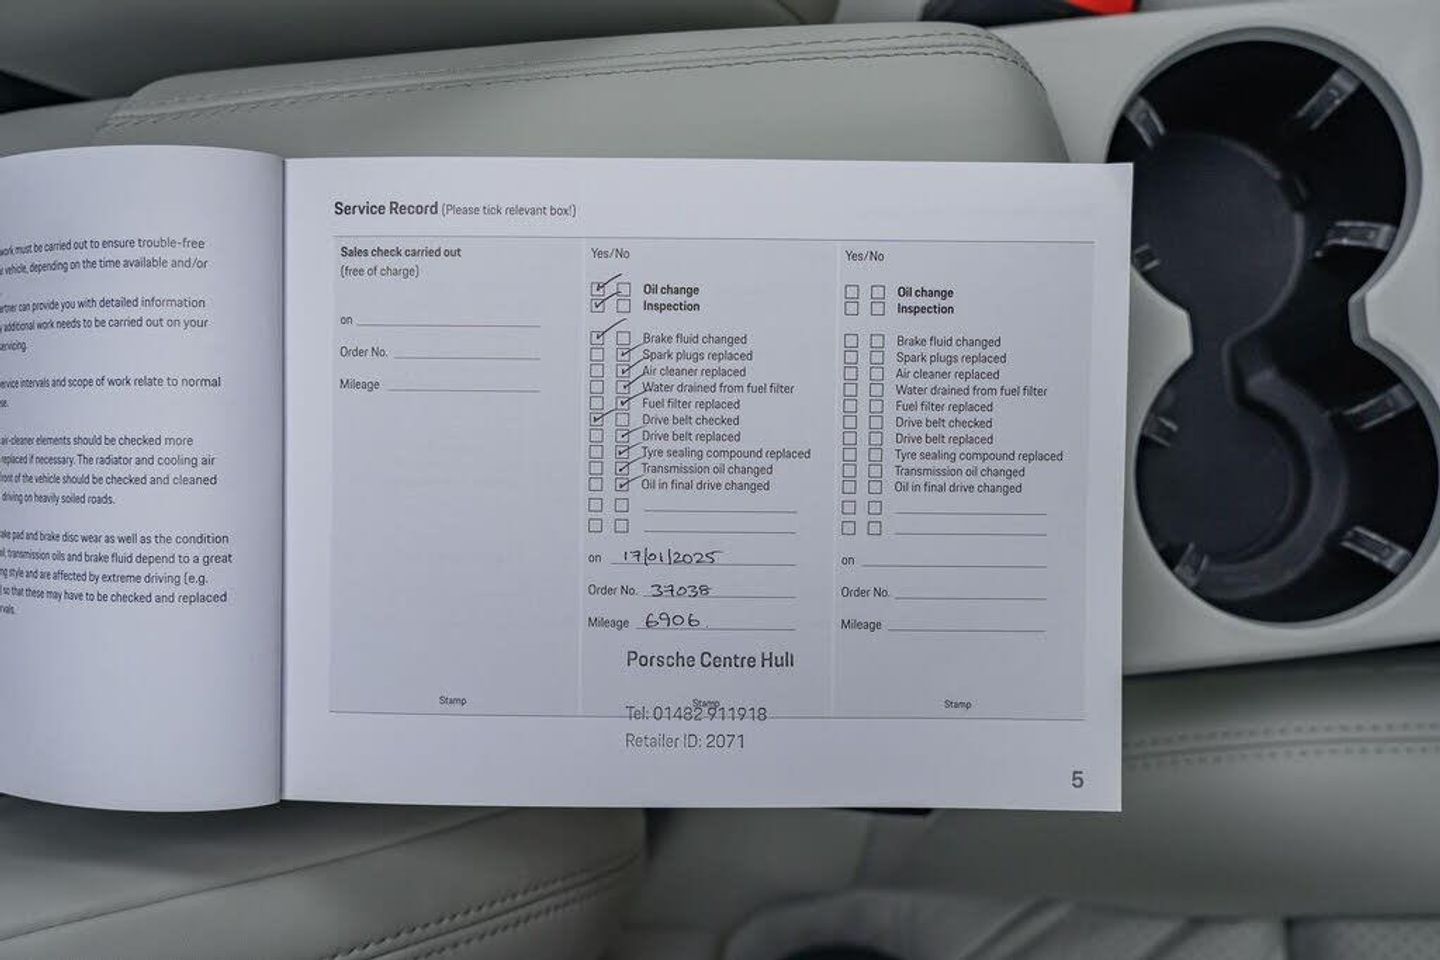 work must be carried out to ensure trouble-free
vehicle, depending on the time available and/or
artner can provide you with detailed information
additional work needs to be carried out on your
servicing.
service intervals and scope of work relate to normal
se.
air-cleaner elements should be checked more
replaced if necessary. The radiator and cooling air
front of the vehicle should be checked and cleaned
driving on heavily soiled roads.
ake pad and brake disc wear as well as the condition
transmission oils and brake fluid depend to a great
ng style and are affected by extreme driving (e.g.
so that these may have to be checked and replaced
rvals.
Service Record (Please tick relevant box!)
Sales check carried out
(free of charge)
on
Order No.
Mileage
Stamp
Yes/No
Oil change
Inspection
Brake fluid changed
Spark plugs replaced
Air cleaner replaced
Water drained from fuel filter
Fuel filter replaced
Drive belt checked
Drive belt replaced
Tyre sealing compound replaced
Transmission oil changed
Oil in final drive changed
on 17/01/2025
Order No. 37038
Mileage 6906
Porsche Centre Hull
Stamp
Tel: 01482 911918
Retailer ID: 2071
Yes/No
Oil change
Inspection
Brake fluid changed
Spark plugs replaced
Air cleaner replaced
Water drained from fuel filter
Fuel filter replaced
Drive belt checked
Drive belt replaced
Tyre sealing compound replaced
Transmission oil changed
Oil in final drive changed
on
Order No.
Mileage
Stamp
5